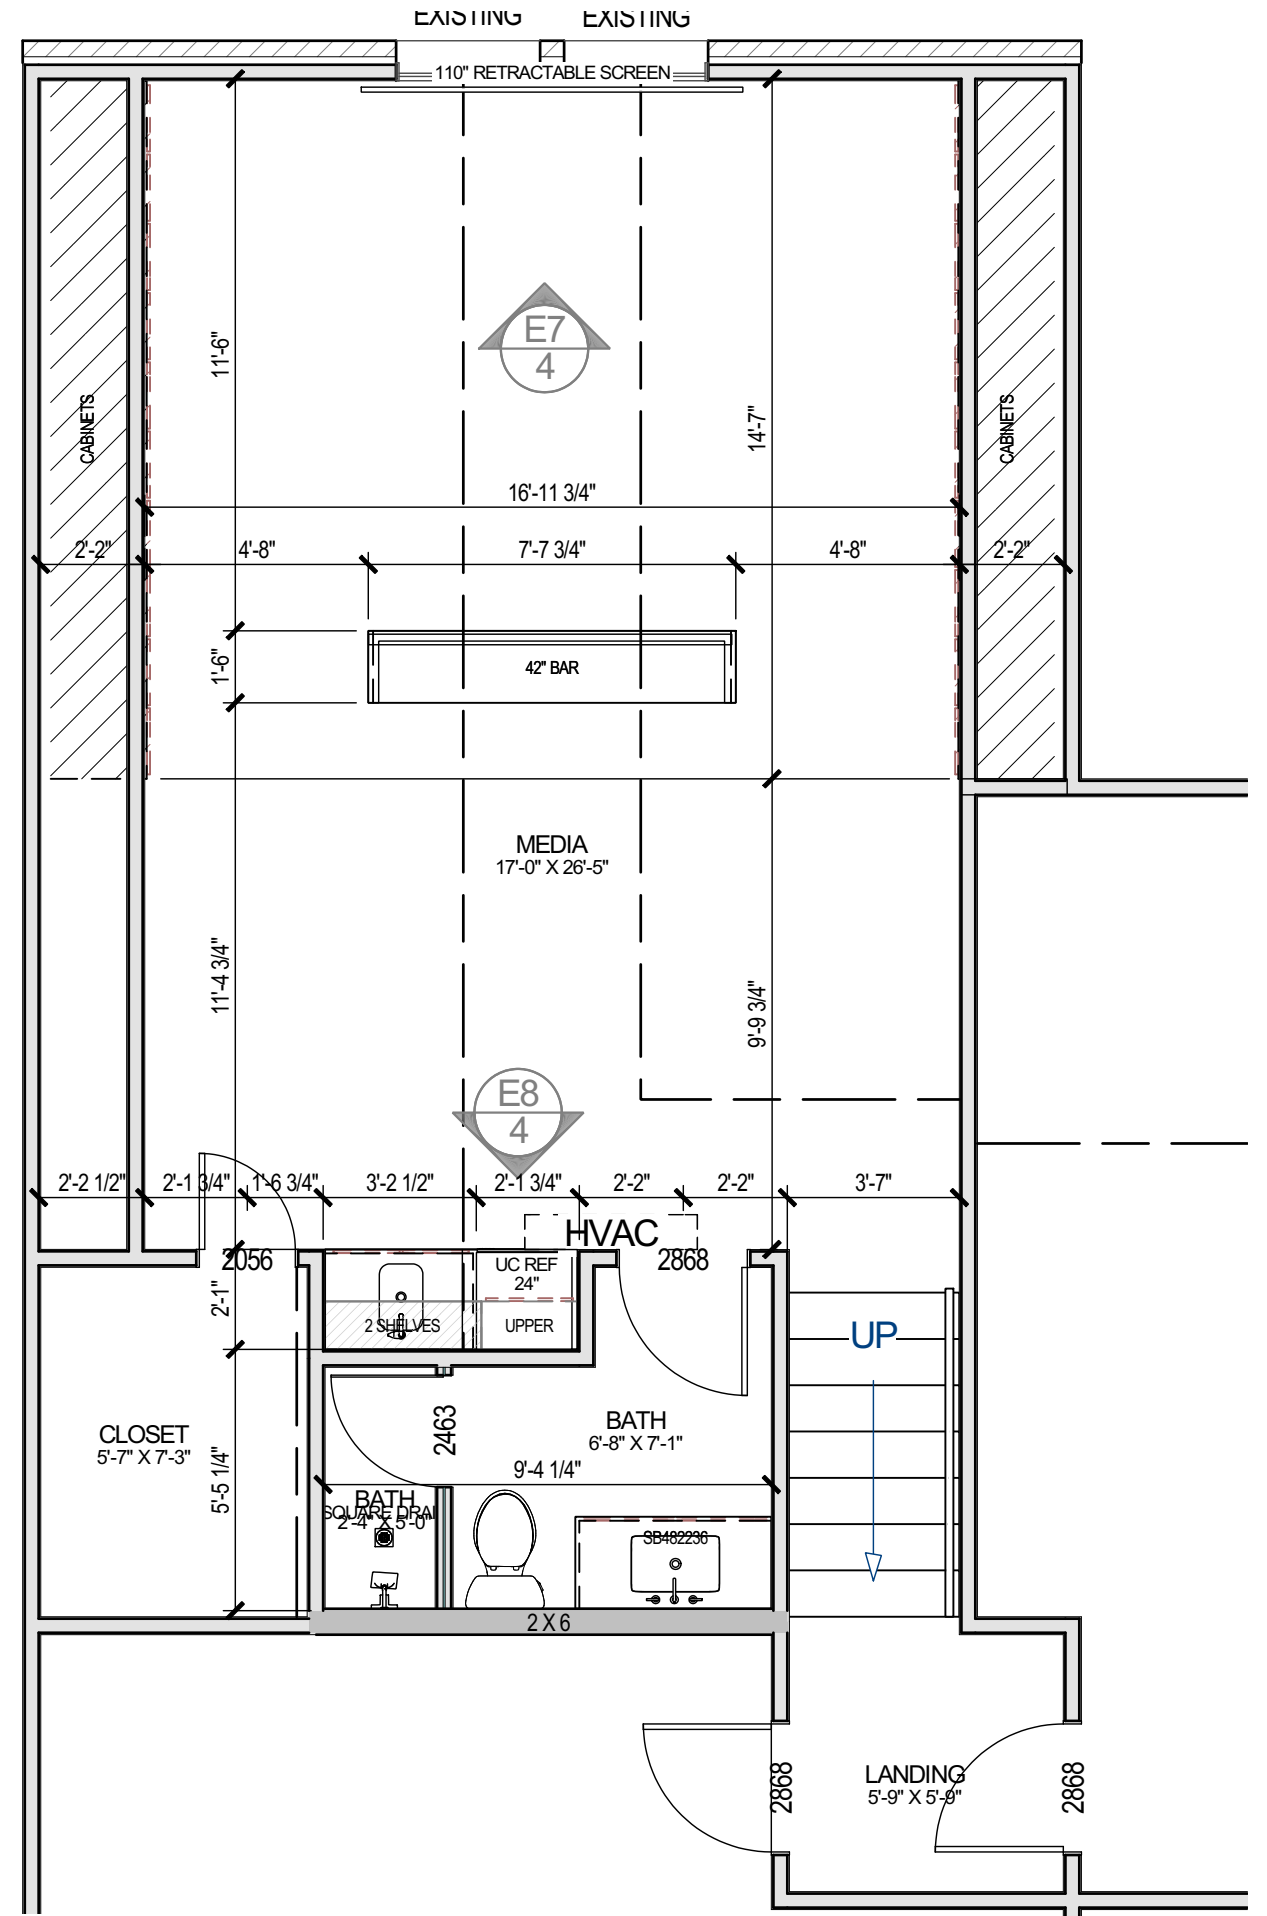 EXISTING EXISTING
110" RETRACTABLE SCREEN
11'-6"
E7
4
CABINETS
14'-7"
CABINETS
16'-11 3/4"
2'-2" 4'-8" 7'-7 3/4" 4'-8" 2'-2"
1'-6"
42" BAR
MEDIA
17'-0" X 26'-5"
11'-4 3/4"
9'-9 3/4"
E8
4
2'-2 1/2" 2'-1 3/4" 1'-6 3/4" 3'-2 1/2" 2'-1 3/4" 2'-2" 2'-2" 3'-7"
HVAC
2056
UC REF
24"
2868
2'-1"
2 SHELVES
UPPER
UP
CLOSET
5'-7" X 7'-3"
2463
BATH
6'-8" X 7'-1"
9'-4 1/4"
5'-5 1/4"
BATH
SQUARE DRAI
2'-4" X 5'-0"
SB482236
2 X 6
2868
LANDING
5'-9" X 5'-9"
2868